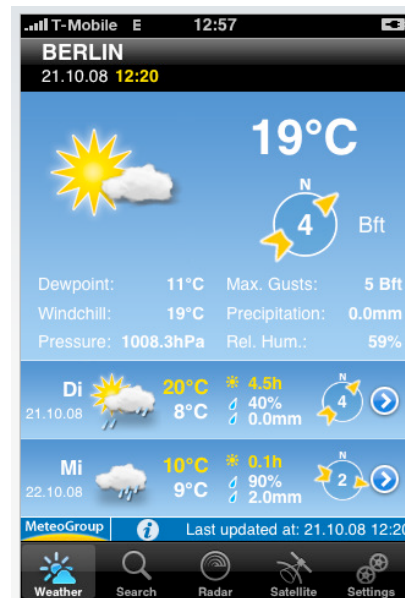 T-Mobile E 12:57
BERLIN
21.10.08 12:20
19°C
N
4 Bft
Dewpoint: 11°C Max. Gusts: 5 Bft
Windchill: 19°C Precipitation: 0.0mm
Pressure: 1008.3hPa Rel. Hum.: 59%
Di 20°C 4.5h N
21.10.08 8°C 40% 4
0.0mm
Mi 10°C 0.1h N
22.10.08 9°C 90% 2
2.0mm
MeteoGroup i Last updated at: 21.10.08 12:20
Weather Search Radar Satellite Settings